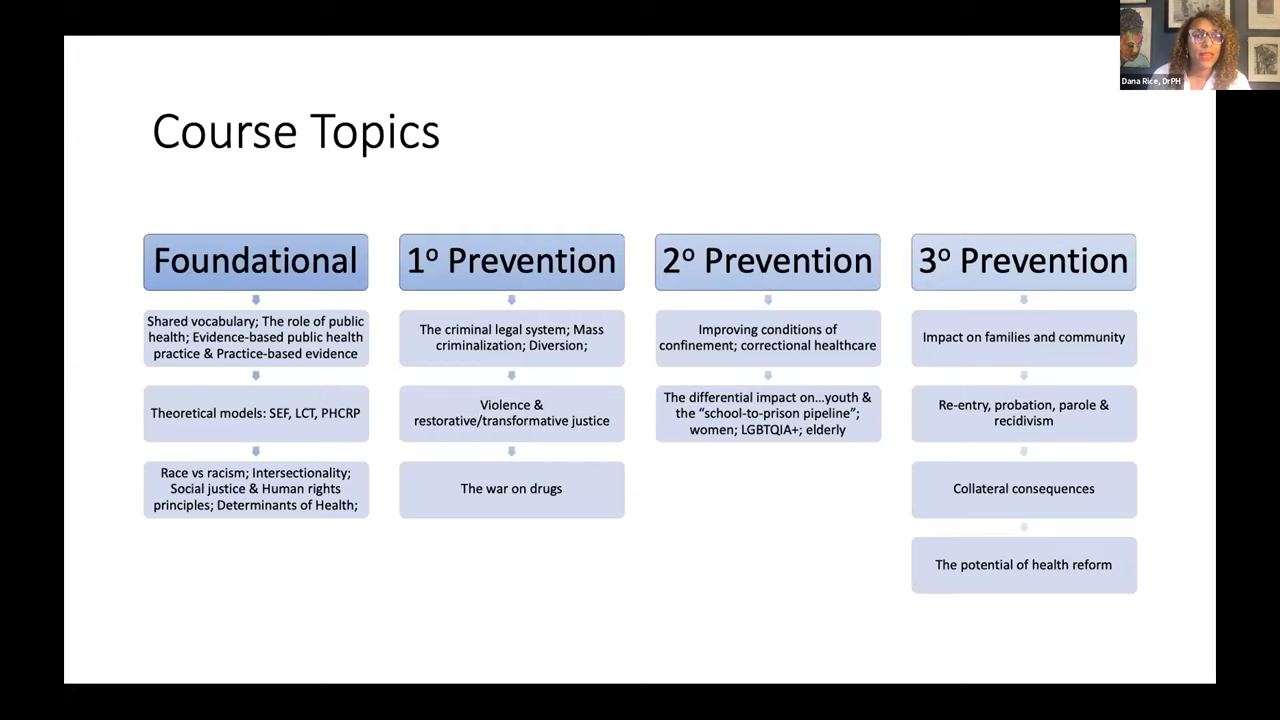 Dana Rice, DrPH
Course Topics
Foundational
Shared vocabulary; The role of public
health; Evidence-based public health
practice & Practice-based evidence
Theoretical models: SEF, LCT, PHCRP
Race vs racism; Intersectionality;
Social justice & Human rights
principles; Determinants of Health;
1º Prevention
The criminal legal system; Mass
criminalization; Diversion;
Violence &
restorative/transformative justice
The war on drugs
2º Prevention
Improving conditions of
confinement; correctional healthcare
The differential impact on…youth &
the “school-to-prison pipeline”;
women; LGBTQIA+; elderly
3º Prevention
Impact on families and community
Re-entry, probation, parole &
recidivism
Collateral consequences
The potential of health reform